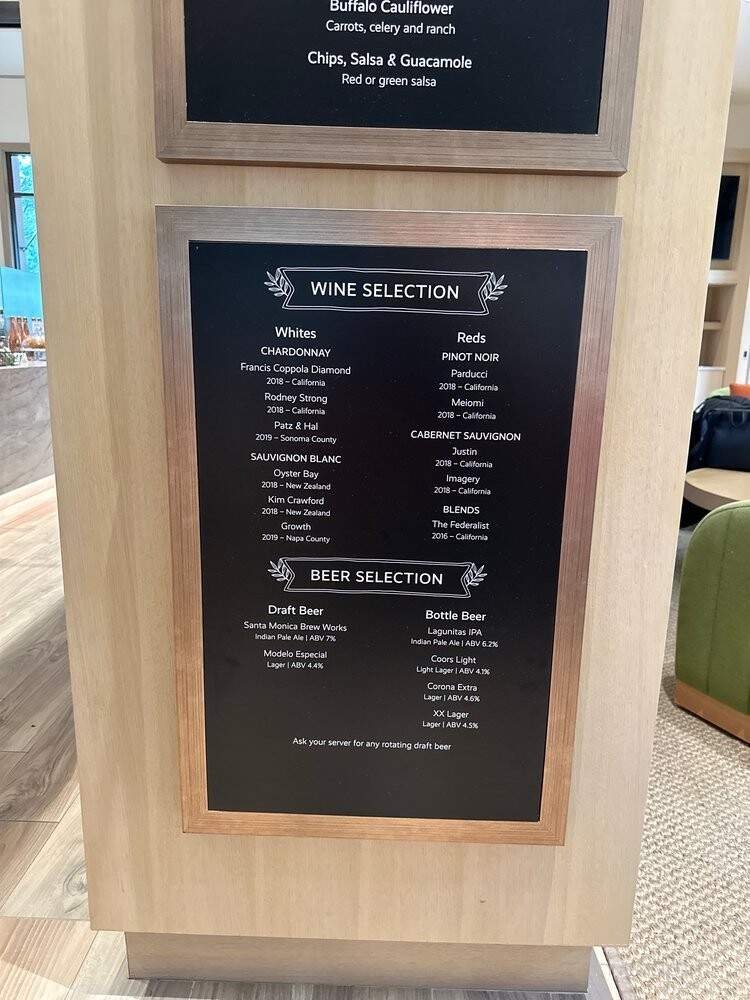 Buffalo Cauliflower
Carrots, celery and ranch
Chips, Salsa & Guacamole
Red or green salsa
WINE SELECTION
Whites
CHARDONNAY
Francis Coppola Diamond
2018 – California
Rodney Strong
2018 – California
Patz & Hal
2019 – Sonoma County
SAUVIGNON BLANC
Oyster Bay
2018 – New Zealand
Kim Crawford
2018 – New Zealand
Growth
2019 – Napa County
Reds
PINOT NOIR
Parducci
2018 – California
Meiomi
2018 – California
CABERNET SAUVIGNON
Justin
2018 – California
Imagery
2018 – California
BLENDS
The Federalist
2016 – California
BEER SELECTION
Draft Beer
Santa Monica Brew Works
Indian Pale Ale | ABV 7%
Modelo Especial
Lager | ABV 4.4%
Bottle Beer
Lagunitas IPA
Indian Pale Ale | ABV 6.2%
Coors Light
Light Lager | ABV 4.1%
Corona Extra
Lager | ABV 4.6%
XX Lager
Lager | ABV 4.5%
Ask your server for any rotating draft beer